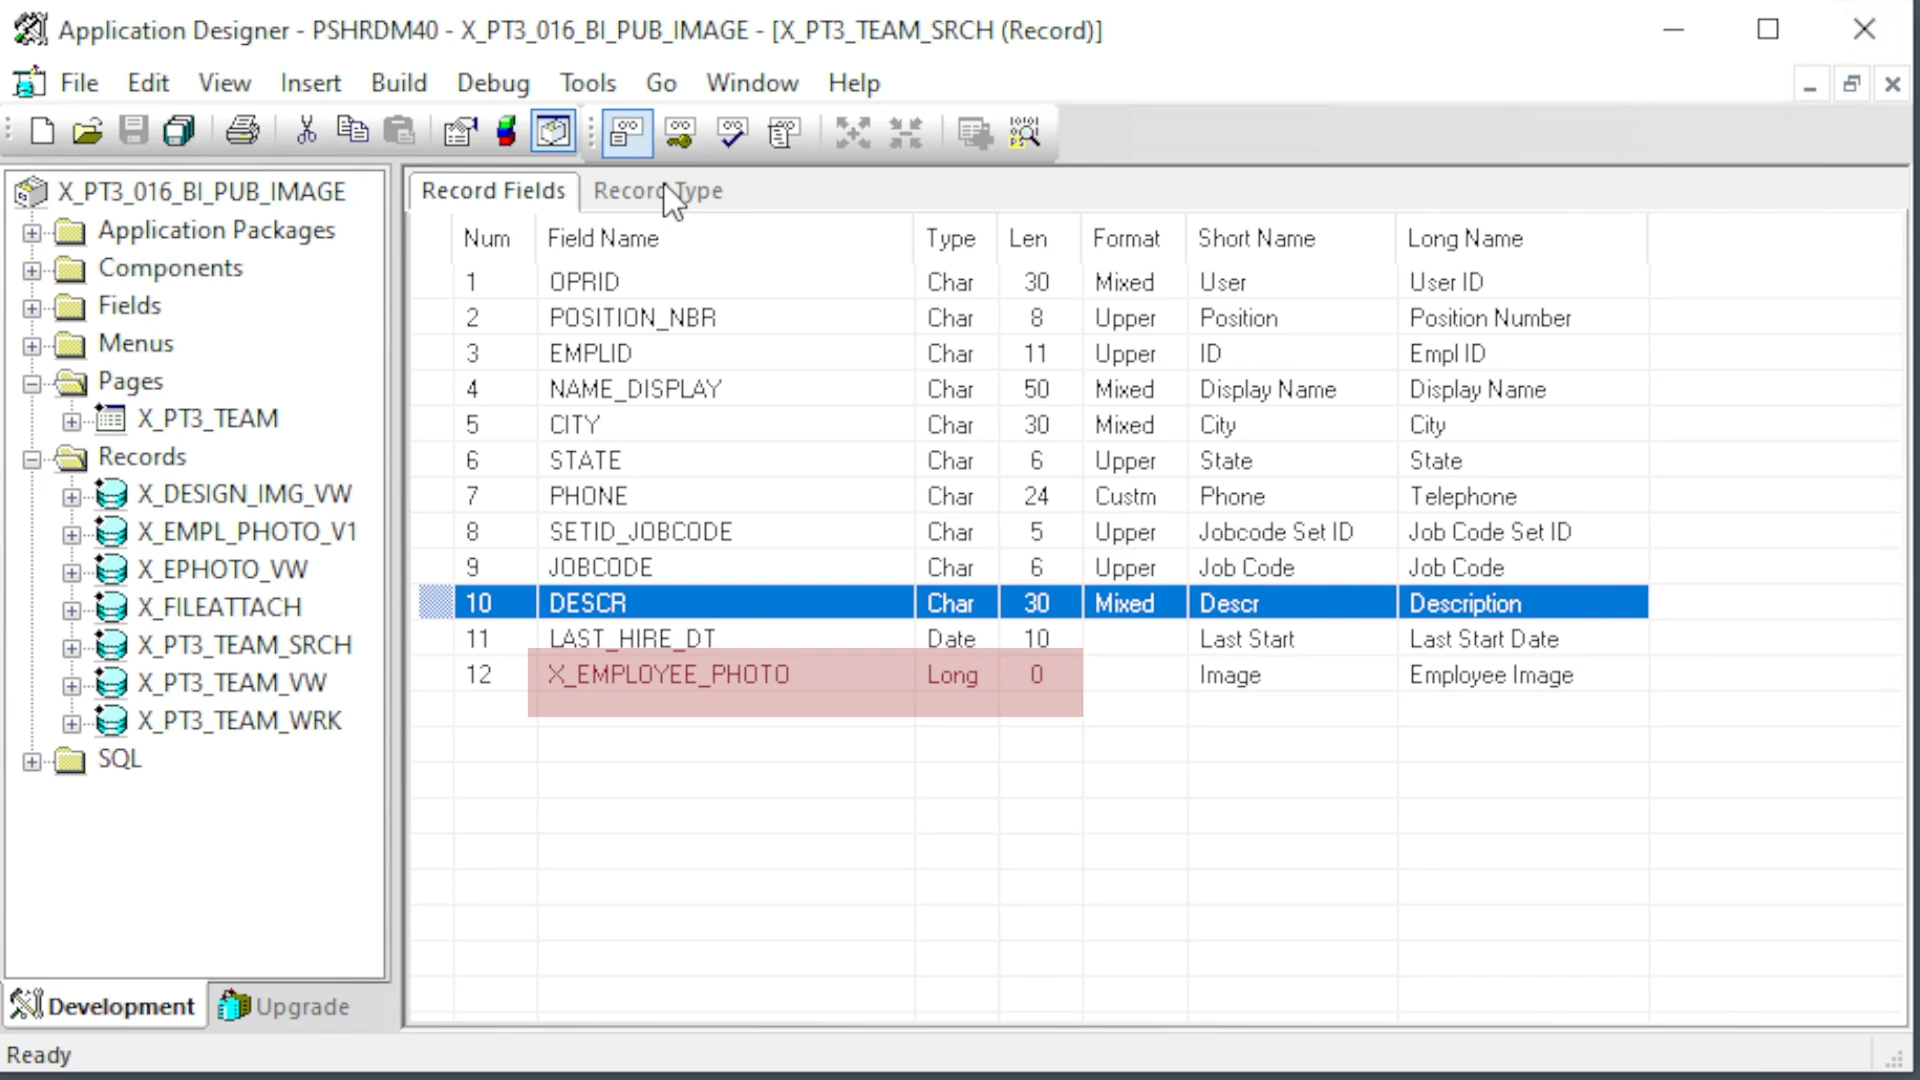 Application Designer - PSHRDM40 - X_PT3_016_BI_PUB_IMAGE - [X_PT3_TEAM_SRCH (Record)]
File Edit View Insert Build Debug Tools Go Window Help
X_PT3_016_BI_PUB_IMAGE
Application Packages
Components
Fields
Menus
Pages
X_PT3_TEAM
Records
X_DESIGN_IMG_VW
X_EMPL_PHOTO_V1
X_EPHOTO_VW
X_FILEATTACH
X_PT3_TEAM_SRCH
X_PT3_TEAM_VW
X_PT3_TEAM_WRK
SQL
Development Upgrade
Record Fields Record Type
Num Field Name Type Len Format Short Name Long Name
1 OPRID Char 30 Mixed User User ID
2 POSITION_NBR Char 8 Upper Position Position Number
3 EMPLID Char 11 Upper ID Empl ID
4 NAME_DISPLAY Char 50 Mixed Display Name Display Name
5 CITY Char 30 Mixed City City
6 STATE Char 6 Upper State State
7 PHONE Char 24 Custm Phone Telephone
8 SETID_JOBCODE Char 5 Upper Jobcode Set ID Job Code Set ID
9 JOBCODE Char 6 Upper Job Code Job Code
10 DESCR Char 30 Mixed Descr Description
11 LAST_HIRE_DT Date 10 Last Start Last Start Date
12 X_EMPLOYEE_PHOTO Long 0 Image Employee Image
Ready